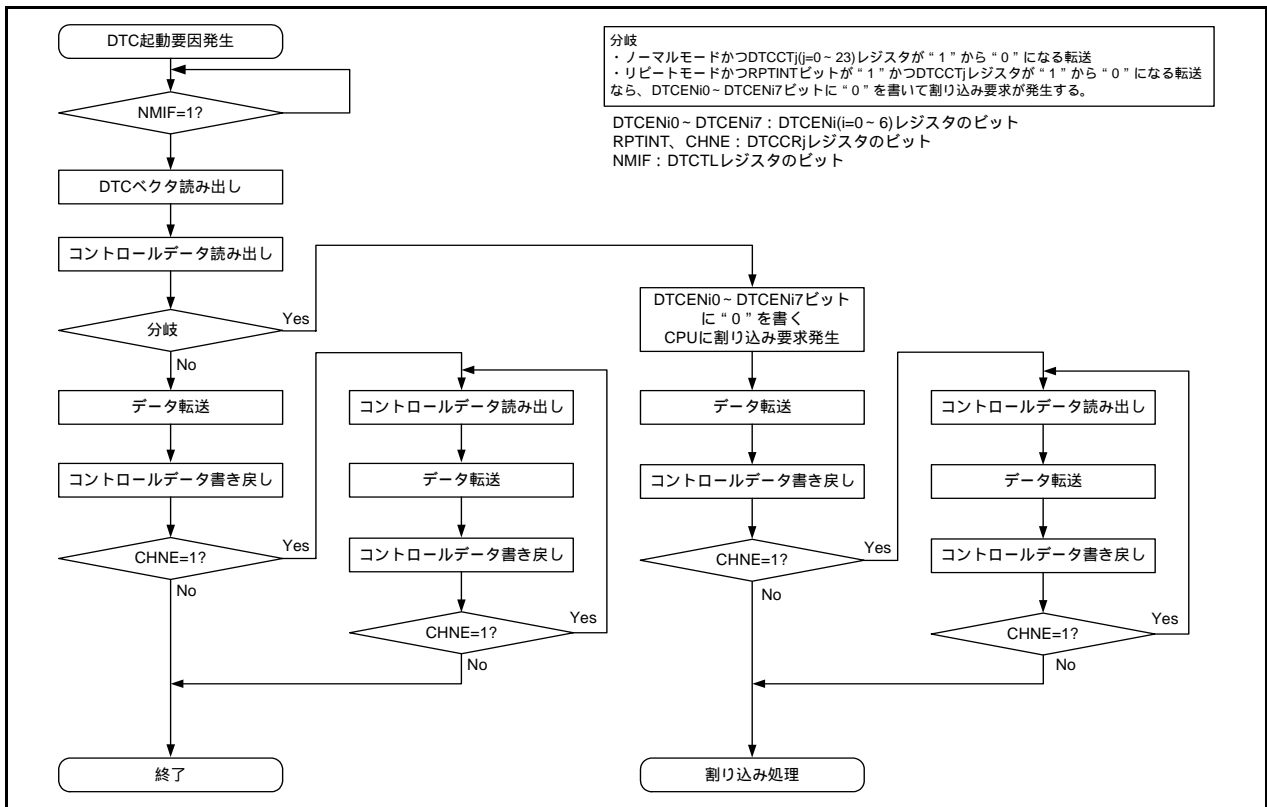 DTC起動要因発生
NMIF=1?
DTCベクタ読み出し
コントロールデータ読み出し
分岐
Yes
No
データ転送
コントロールデータ書き戻し
CHNE=1?
Yes
No
終了
コントロールデータ読み出し
データ転送
コントロールデータ書き戻し
CHNE=1?
Yes
No
分岐
・ノーマルモードかつDTCCTj(j=0~23)レジスタが“1”から“0”になる転送
・リピートモードかつRPTINTビットが“1”かつDTCCTjレジスタが“1”から“0”になる転送
なら、DTCENi0~DTCENi7ビットに“0”を書いて割り込み要求が発生する。
DTCENi0~DTCENi7:DTCENi(i=0~6)レジスタのビット
RPTINT、CHNE:DTCCRjレジスタのビット
NMIF:DTCTLレジスタのビット
DTCENi0~DTCENi7ビット
に“0”を書く
CPUに割り込み要求発生
データ転送
コントロールデータ書き戻し
CHNE=1?
Yes
No
割り込み処理
コントロールデータ読み出し
データ転送
コントロールデータ書き戻し
CHNE=1?
Yes
No